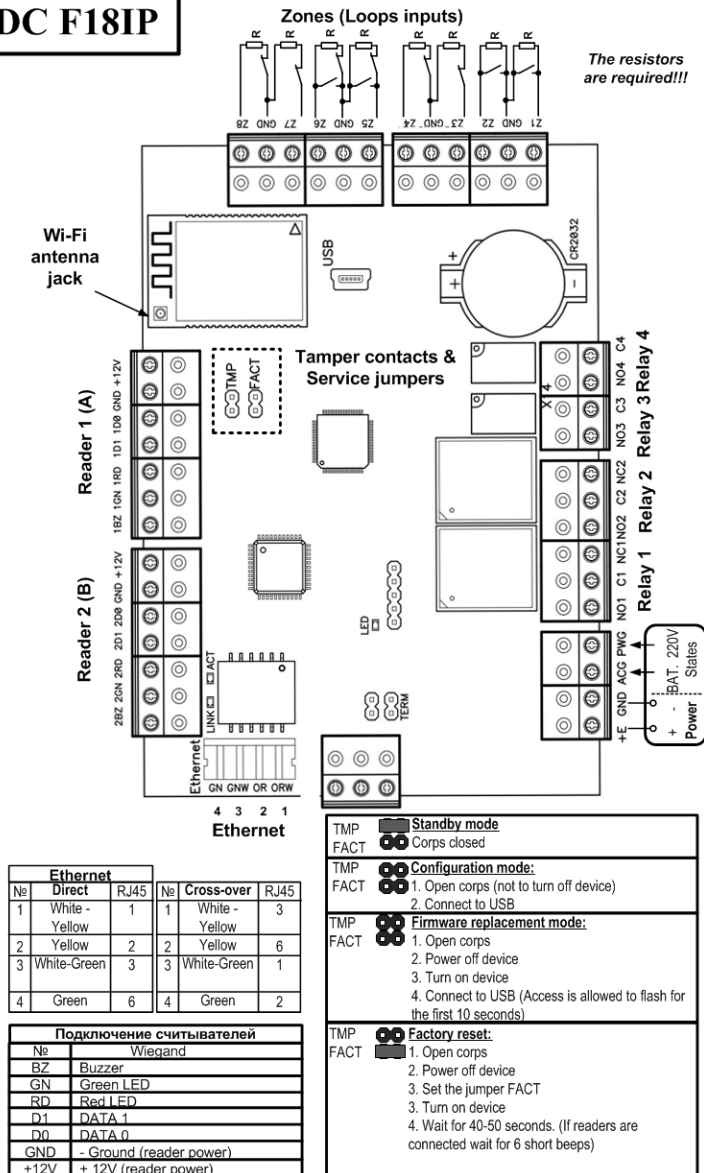 DC F18IP
Zones (Loops inputs)
The resistors
are required!!!
R R R R R R R R
Z8 GND Z7 Z6 GND Z5 Z4 GND Z3 Z2 GND Z1
Wi-Fi
antenna
jack
USB
CR2032
+ + -
TMP
FACT
Tamper contacts &
Service jumpers
Reader 1 (A)
1BZ 1GN 1RD 1D1 1D0 GND +12V
Reader 2 (B)
2BZ 2GN 2RD 2D1 2D0 GND +12V
X 4
NO3 C3 NO4 C4
Relay 3 Relay 4
NO1 C1 NC1 NO2 C2 NC2
Relay 1 Relay 2
+E GND ACG PWG
+ - BAT. 220V
Power States
LED
TERM
LINK ACT
Ethernet
GN GNW OR ORW
4 3 2 1
Ethernet
Ethernet
№ Direct RJ45 № Cross-over RJ45
1 White - Yellow 1 1 White - Yellow 3
2 Yellow 2 2 Yellow 6
3 White-Green 3 3 White-Green 1
4 Green 6 4 Green 2
Подключение считывателей
№ Wiegand
BZ Buzzer
GN Green LED
RD Red LED
D1 DATA 1
D0 DATA 0
GND - Ground (reader power)
+12V + 12V (reader power)
TMP Standby mode
FACT Corps closed
TMP Configuration mode:
FACT 1. Open corps (not to turn off device)
2. Connect to USB
TMP Firmware replacement mode:
FACT 1. Open corps
2. Power off device
3. Turn on device
4. Connect to USB (Access is allowed to flash for
the first 10 seconds)
TMP Factory reset:
FACT 1. Open corps
2. Power off device
3. Set the jumper FACT
3. Turn on device
4. Wait for 40-50 seconds. (If readers are
connected wait for 6 short beeps)